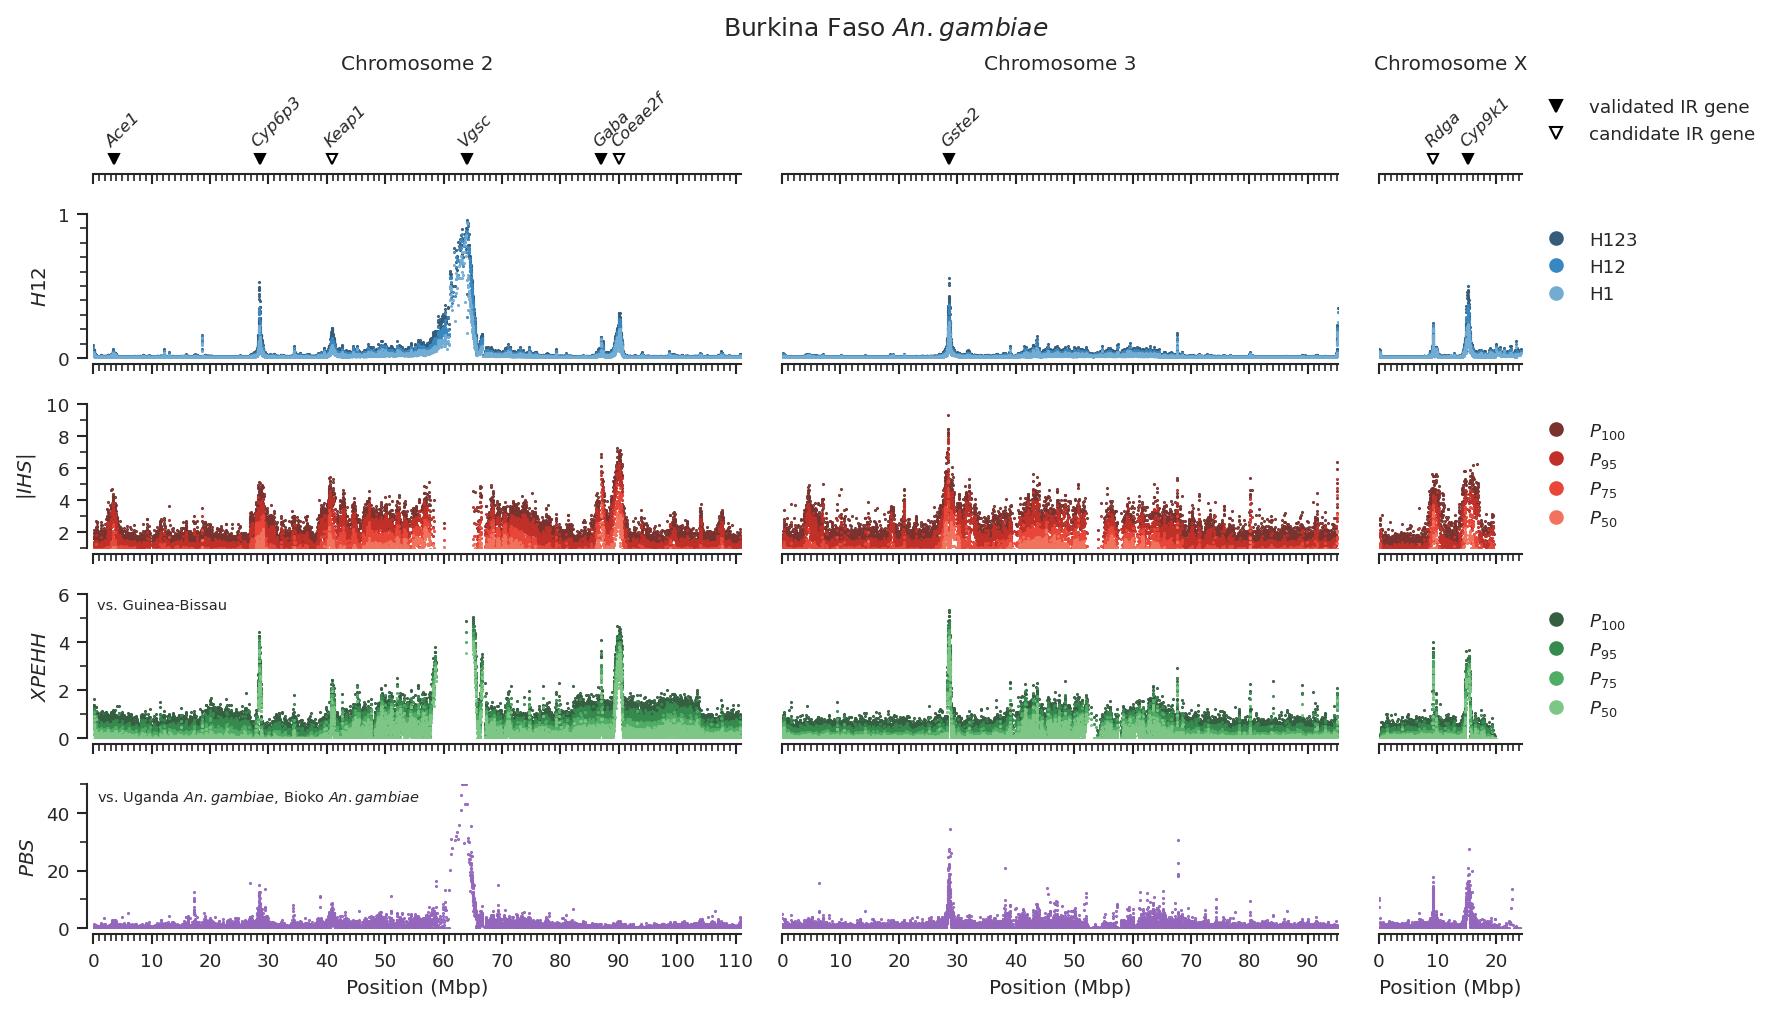 Burkina Faso An. gambiae
Chromosome 2
Chromosome 3
Chromosome X
Ace1
Cyp6p3
Keap1
Vgsc
Gaba
Coeae2f
Gste2
Rdga
Cyp9k1
validated IR gene
candidate IR gene
H12
1
0
H123
H12
H1
|IHS|
10
8
6
4
2
P100
P95
P75
P50
XPEHH
6
4
2
0
vs. Guinea-Bissau
P100
P95
P75
P50
PBS
40
20
0
vs. Uganda An. gambiae, Bioko An. gambiae
0 10 20 30 40 50 60 70 80 90 100 110
0 10 20 30 40 50 60 70 80 90
0 10 20
Position (Mbp)
Position (Mbp)
Position (Mbp)